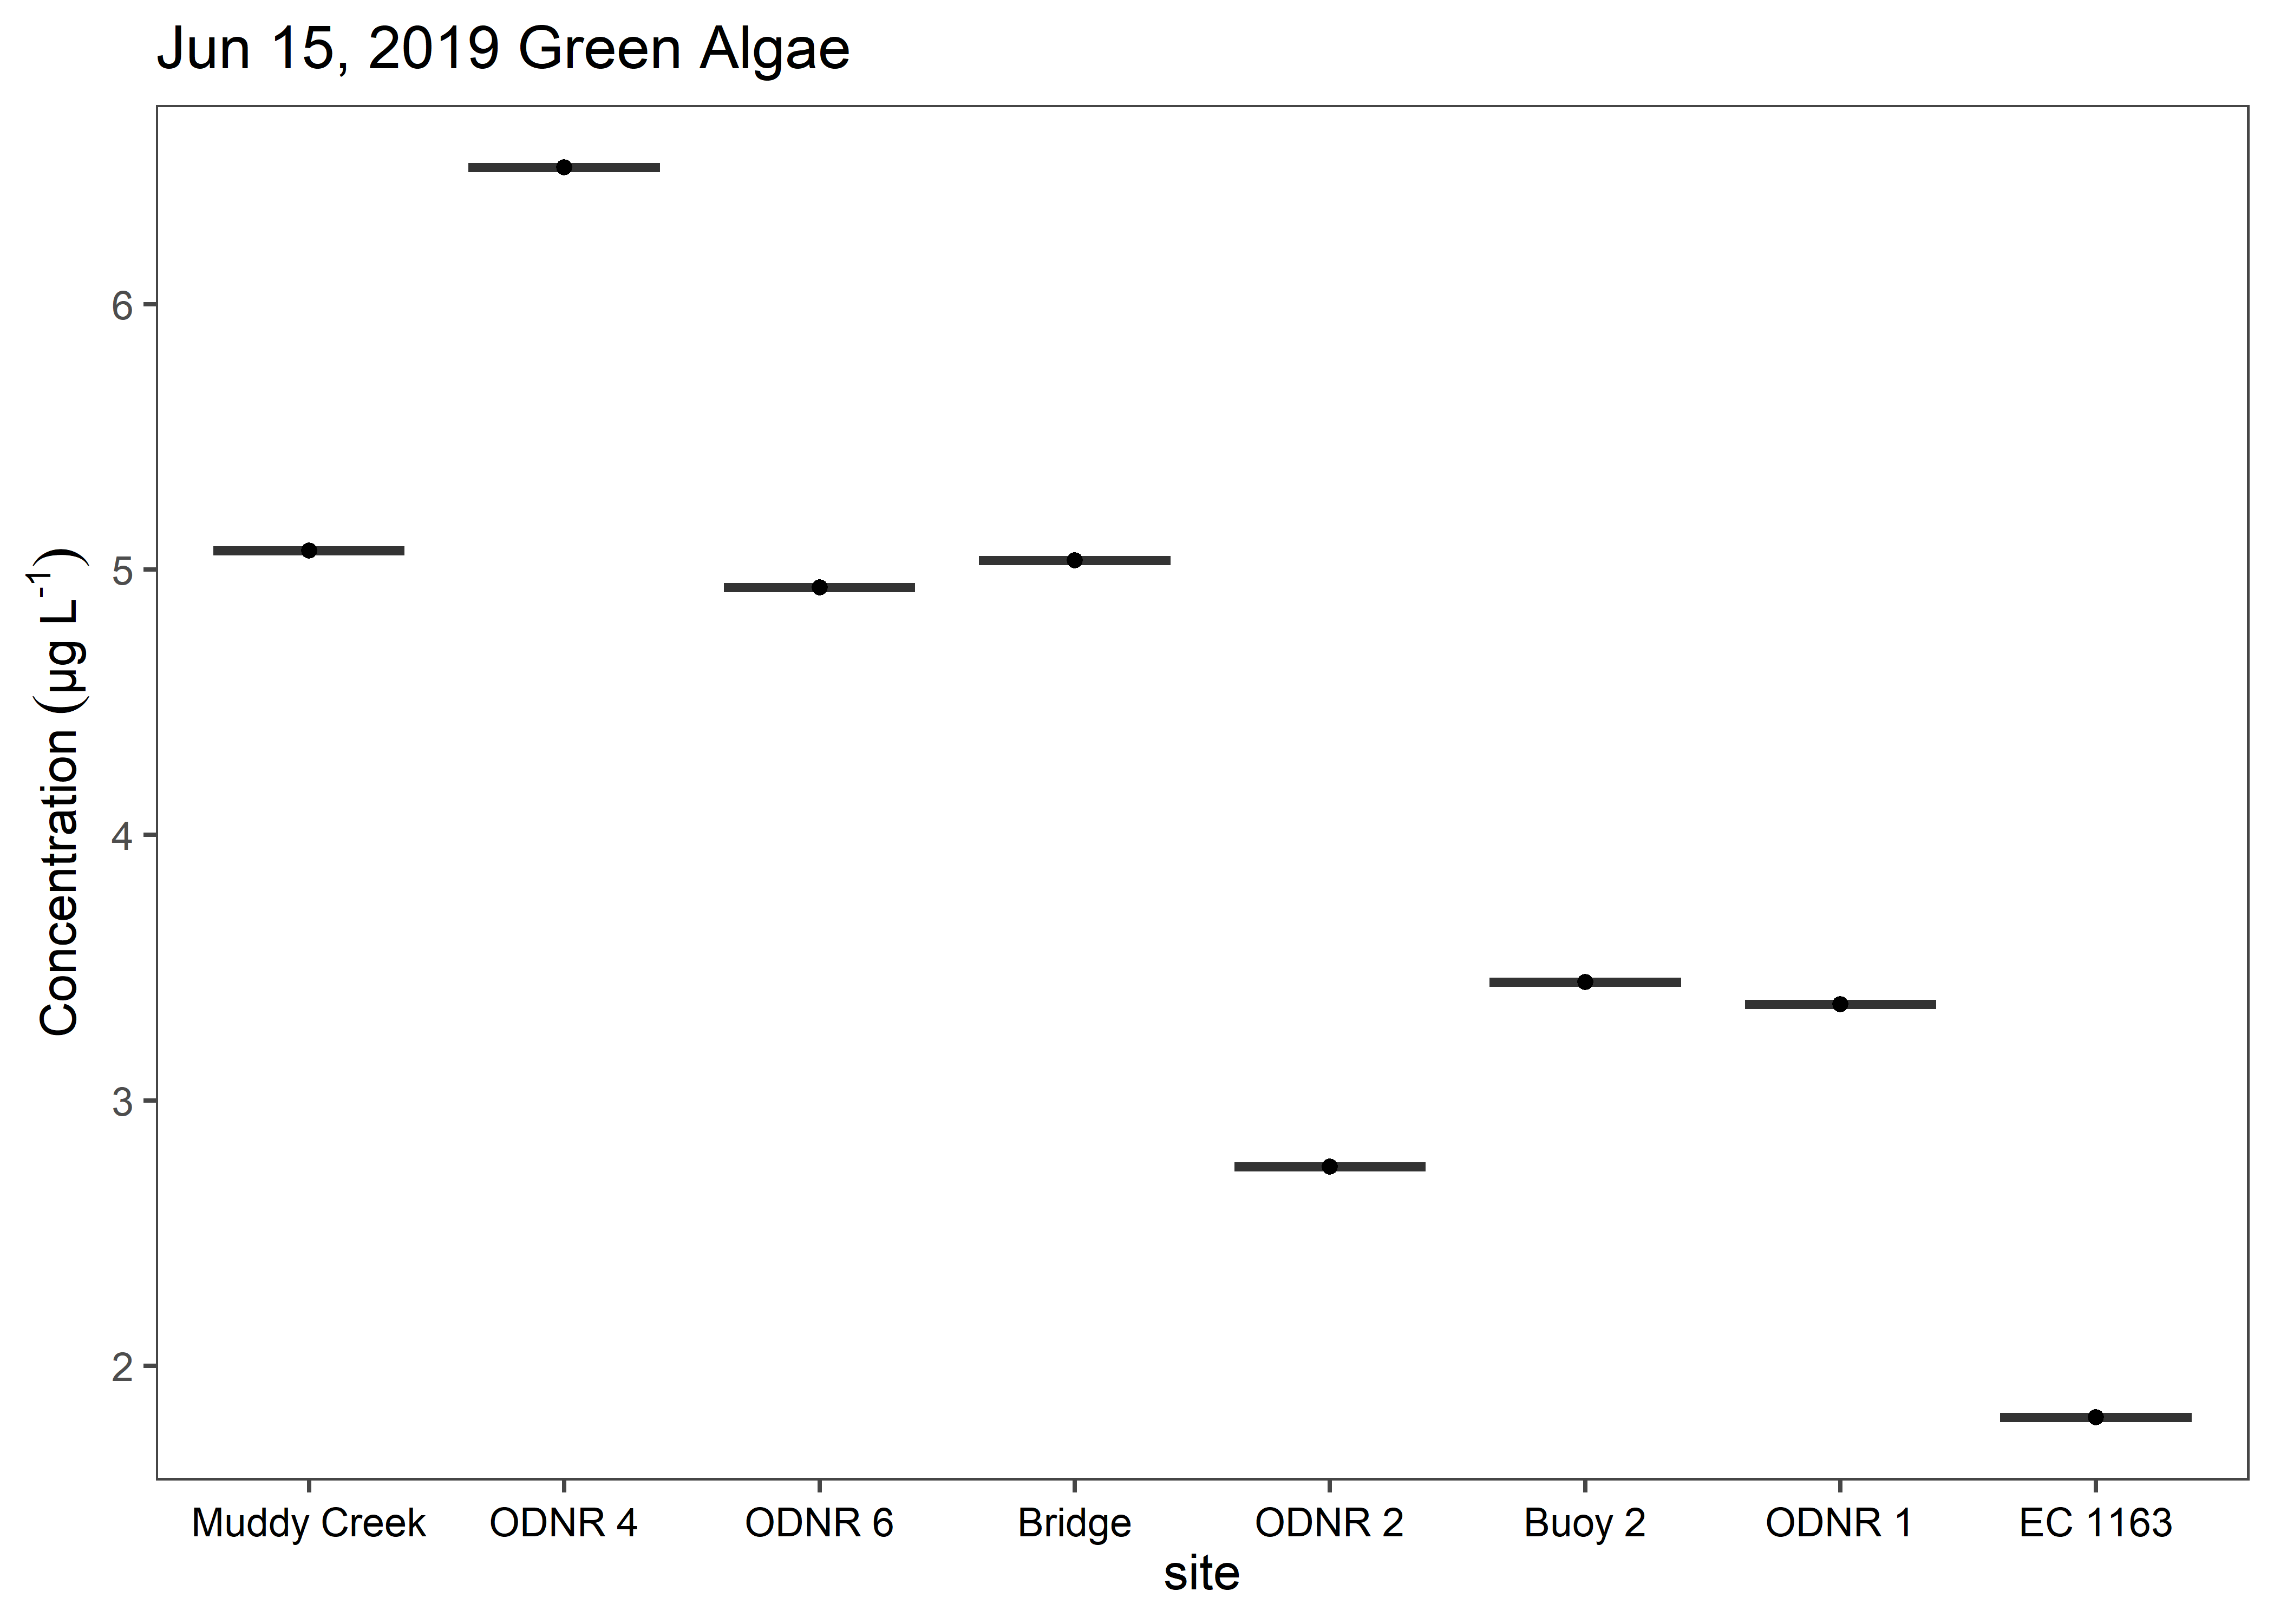 Jun 15, 2019 Green Algae
Concentration (µg L⁻¹)
6
5
4
3
2
Muddy Creek ODNR 4 ODNR 6 Bridge ODNR 2 Buoy 2 ODNR 1 EC 1163
site